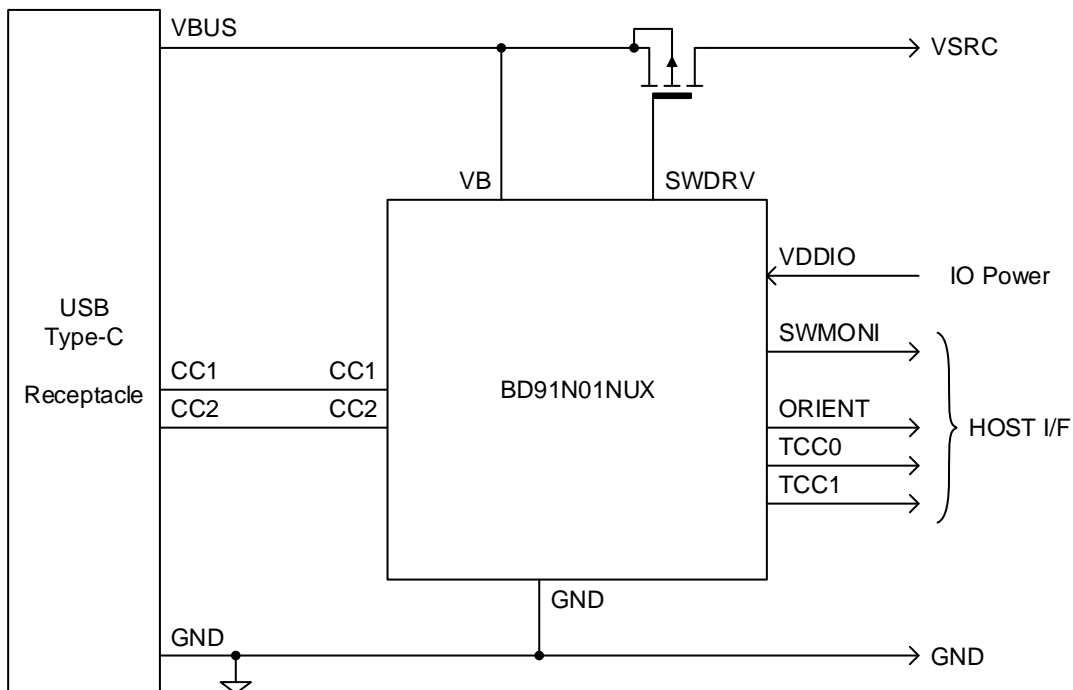 VBUS
VSRC
VB
SWDRV
VDDIO
IO Power
USB
Type-C
Receptacle
SWMONI
CC1
CC1
CC2
CC2
BD91N01NUX
ORIENT
TCC0
TCC1
HOST I/F
GND
GND
GND